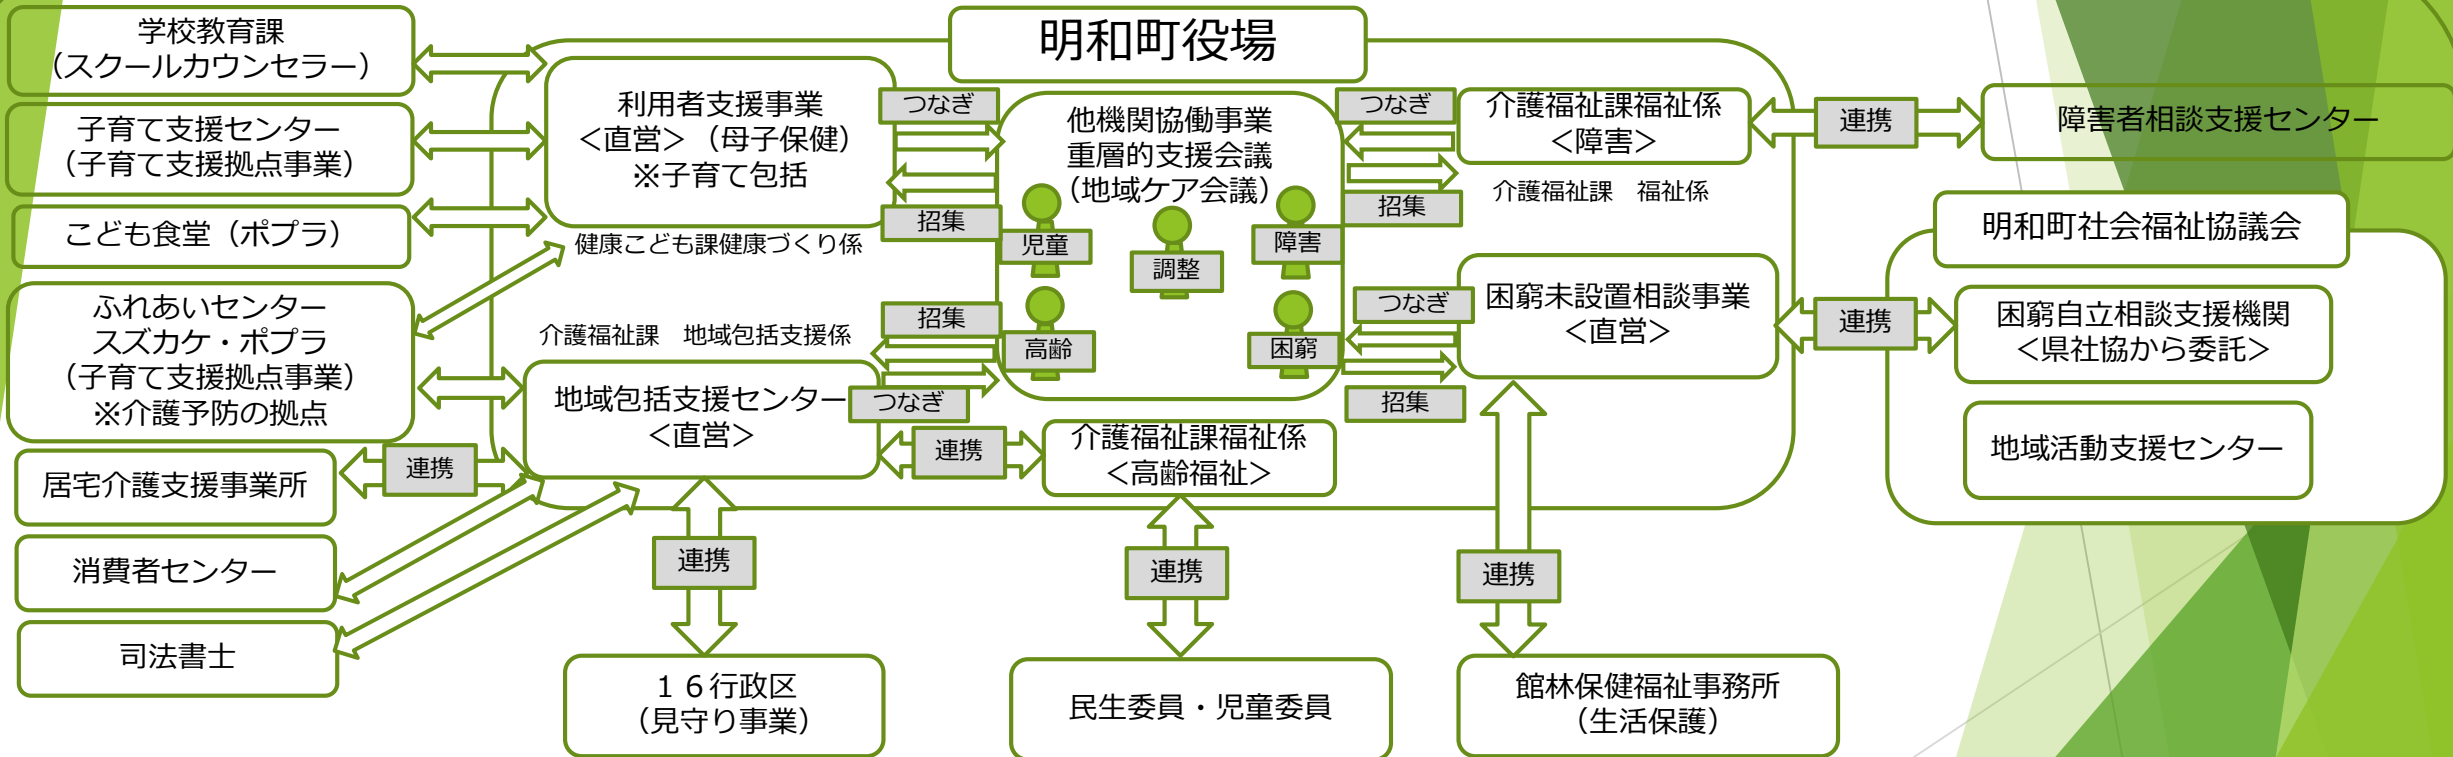 学校教育課
（スクールカウンセラー）
子育て支援センター
（子育て支援拠点事業）
こども食堂（ポプラ）
ふれあいセンター
スズカケ・ポプラ
（子育て支援拠点事業）
※介護予防の拠点
居宅介護支援事業所
消費者センター
司法書士
連携
明和町役場
利用者支援事業
＜直営＞（母子保健）
※子育て包括
健康こども課健康づくり係
つなぎ
招集
介護福祉課　地域包括支援係
地域包括支援センター
＜直営＞
招集
つなぎ
他機関協働事業
重層的支援会議
（地域ケア会議）
児童
調整
障害
高齢
困窮
連携
介護福祉課福祉係
＜高齢福祉＞
つなぎ
招集
介護福祉課福祉係
＜障害＞
介護福祉課　福祉係
つなぎ
招集
困窮未設置相談事業
＜直営＞
連携
障害者相談支援センター
連携
明和町社会福祉協議会
困窮自立相談支援機関
＜県社協から委託＞
地域活動支援センター
連携
１６行政区
（見守り事業）
連携
民生委員・児童委員
連携
館林保健福祉事務所
（生活保護）